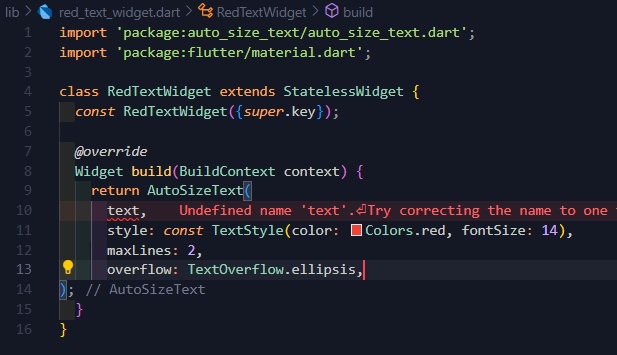 lib > red_text_widget.dart > RedTextWidget > build
1 import 'package:auto_size_text/auto_size_text.dart';
2 import 'package:flutter/material.dart';
3
4 class RedTextWidget extends StatelessWidget {
5 const RedTextWidget({super.key});
6
7 @override
8 Widget build(BuildContext context) {
9 return AutoSizeText(
10 text, Undefined name 'text'.⏎Try correcting the name to one
11 style: const TextStyle(color: Colors.red, fontSize: 14),
12 maxLines: 2,
13 overflow: TextOverflow.ellipsis,
14 ); // AutoSizeText
15 }
16 }